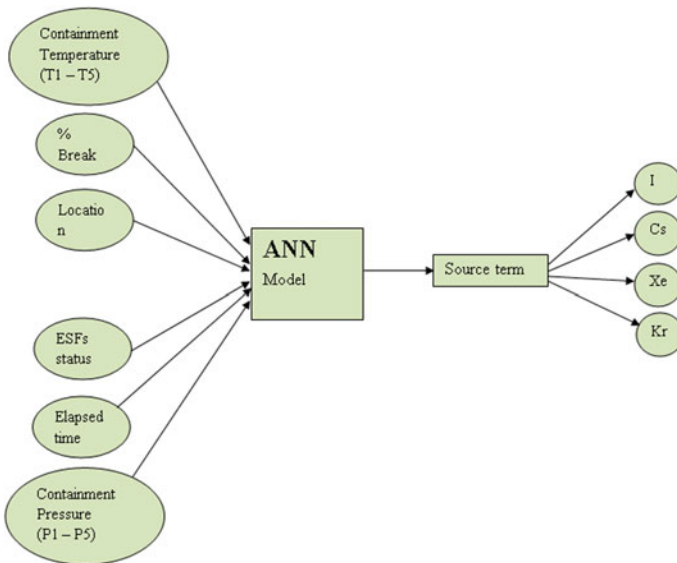 Containment
Temperature
(T1 – T5)
%
Break
Locatio
n
ESFs
status
Elapsed
time
Containment
Pressure
(P1 – P5)
ANN
Model
Source term
I
Cs
Xe
Kr